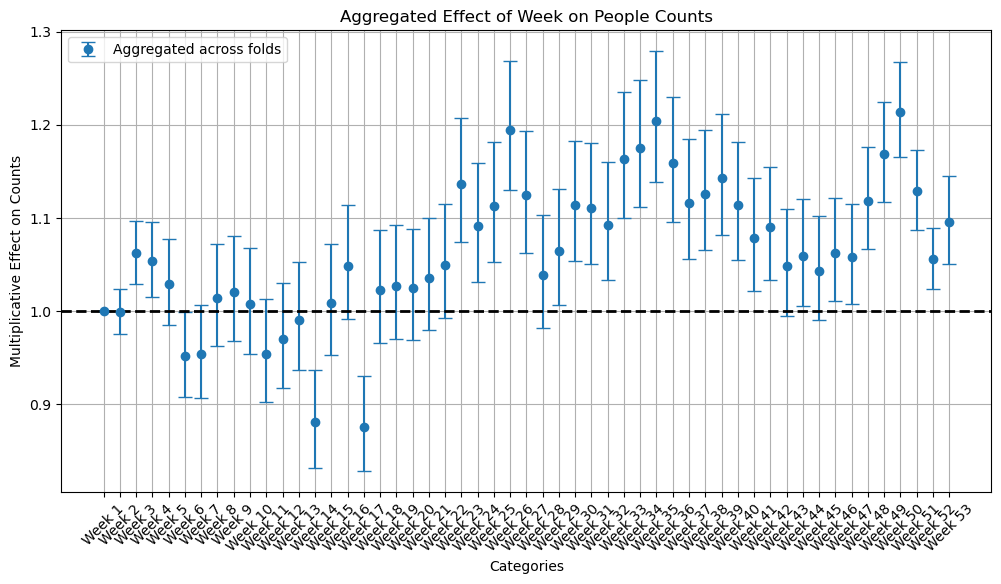 Aggregated Effect of Week on People Counts
Aggregated across folds
Multiplicative Effect on Counts
1.3
1.2
1.1
1.0
0.9
Week 1
Week 2
Week 3
Week 4
Week 5
Week 6
Week 7
Week 8
Week 9
Week 10
Week 11
Week 12
Week 13
Week 14
Week 15
Week 16
Week 17
Week 18
Week 19
Week 20
Week 21
Week 22
Week 23
Week 24
Week 25
Week 26
Week 27
Week 28
Week 29
Week 30
Week 31
Week 32
Week 33
Week 34
Week 35
Week 36
Week 37
Week 38
Week 39
Week 40
Week 41
Week 42
Week 43
Week 44
Week 45
Week 46
Week 47
Week 48
Week 49
Week 50
Week 51
Week 52
Week 53
Categories